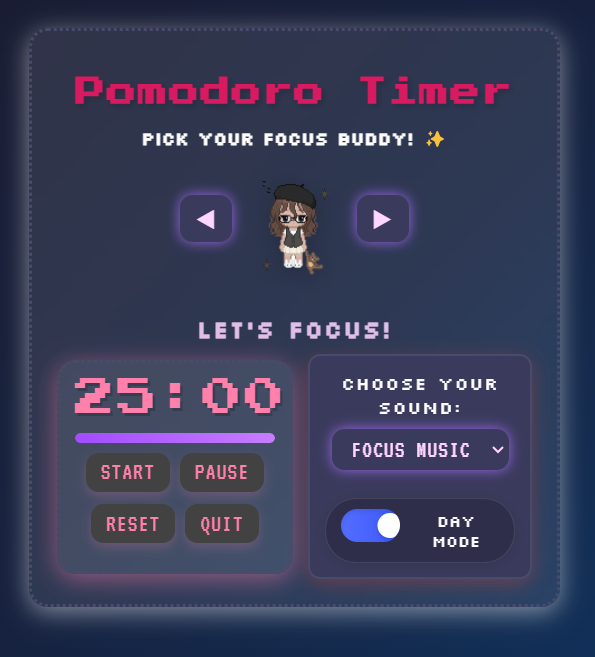 Pomodoro Timer
PICK YOUR FOCUS BUDDY! ✨
◀ ▶
LET'S FOCUS!
25:00
START PAUSE
RESET QUIT
CHOOSE YOUR
SOUND:
FOCUS MUSIC
DAY
MODE